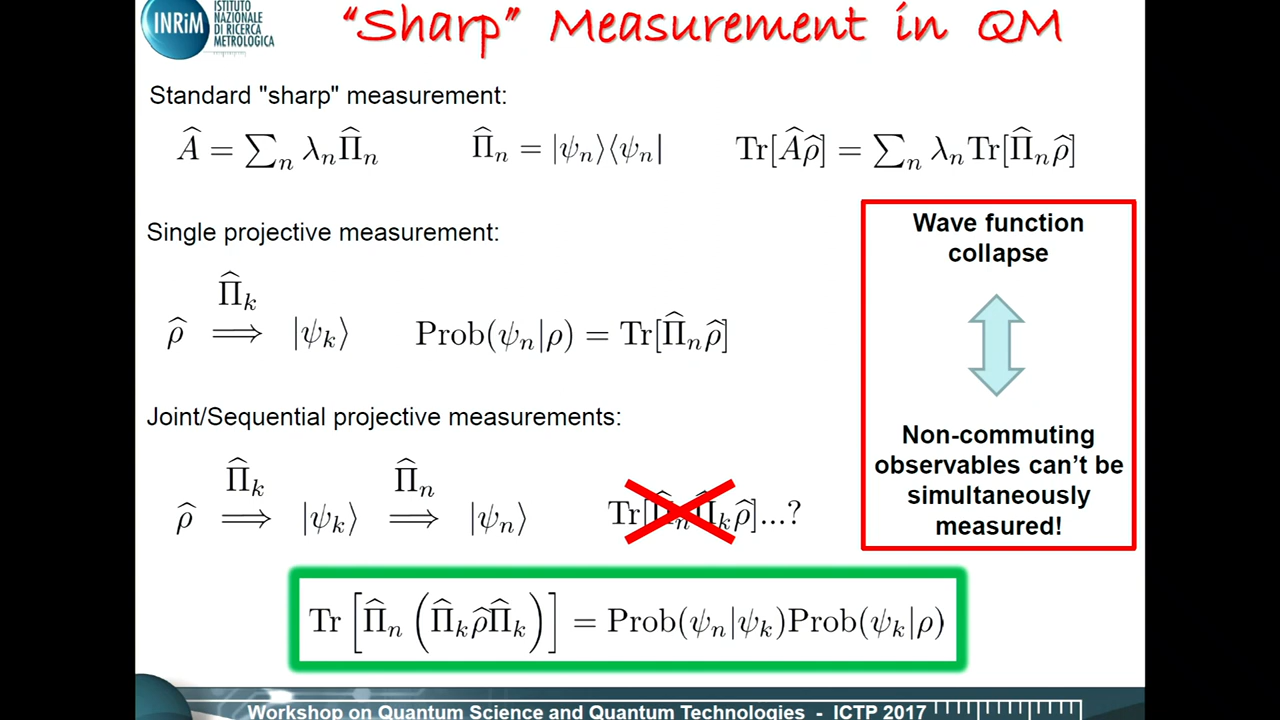 INRiM
ISTITUTO
NAZIONALE
DI RICERCA
METROLOGICA
“Sharp” Measurement in QM
Standard "sharp" measurement:
Â = ∑ₙ λₙΠ̂ₙ    Π̂ₙ = |ψₙ⟩⟨ψₙ|    Tr[Âρ̂] = ∑ₙ λₙTr[Π̂ₙρ̂]
Single projective measurement:
Π̂ₖ
ρ̂ ⟹ |ψₖ⟩    Prob(ψₙ|ρ) = Tr[Π̂ₙρ̂]
Joint/Sequential projective measurements:
Π̂ₖ    Π̂ₙ
ρ̂ ⟹ |ψₖ⟩ ⟹ |ψₙ⟩    Tr[Π̂ₙΠ̂ₖρ̂]...?
Wave function
collapse
Non-commuting
observables can’t be
simultaneously
measured!
Tr [Π̂ₙ (Π̂ₖρ̂Π̂ₖ)] = Prob(ψₙ|ψₖ)Prob(ψₖ|ρ)
Workshop on Quantum Science and Quantum Technologies - ICTP 2017